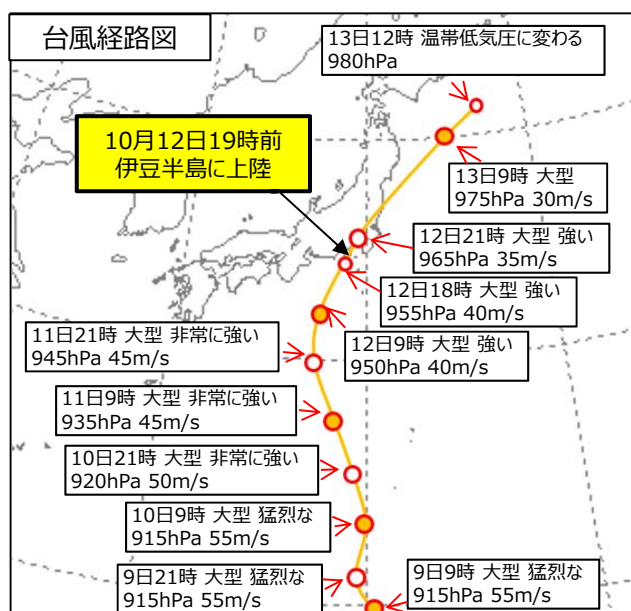 台風経路図
13日12時 温帯低気圧に変わる
980hPa
10月12日19時前
伊豆半島に上陸
13日9時 大型
975hPa 30m/s
12日21時 大型 強い
965hPa 35m/s
12日18時 大型 強い
955hPa 40m/s
11日21時 大型 非常に強い
945hPa 45m/s
12日9時 大型 強い
950hPa 40m/s
11日9時 大型 非常に強い
935hPa 45m/s
10日21時 大型 非常に強い
920hPa 50m/s
10日9時 大型 猛烈な
915hPa 55m/s
9日21時 大型 猛烈な
915hPa 55m/s
9日9時 大型 猛烈な
915hPa 55m/s